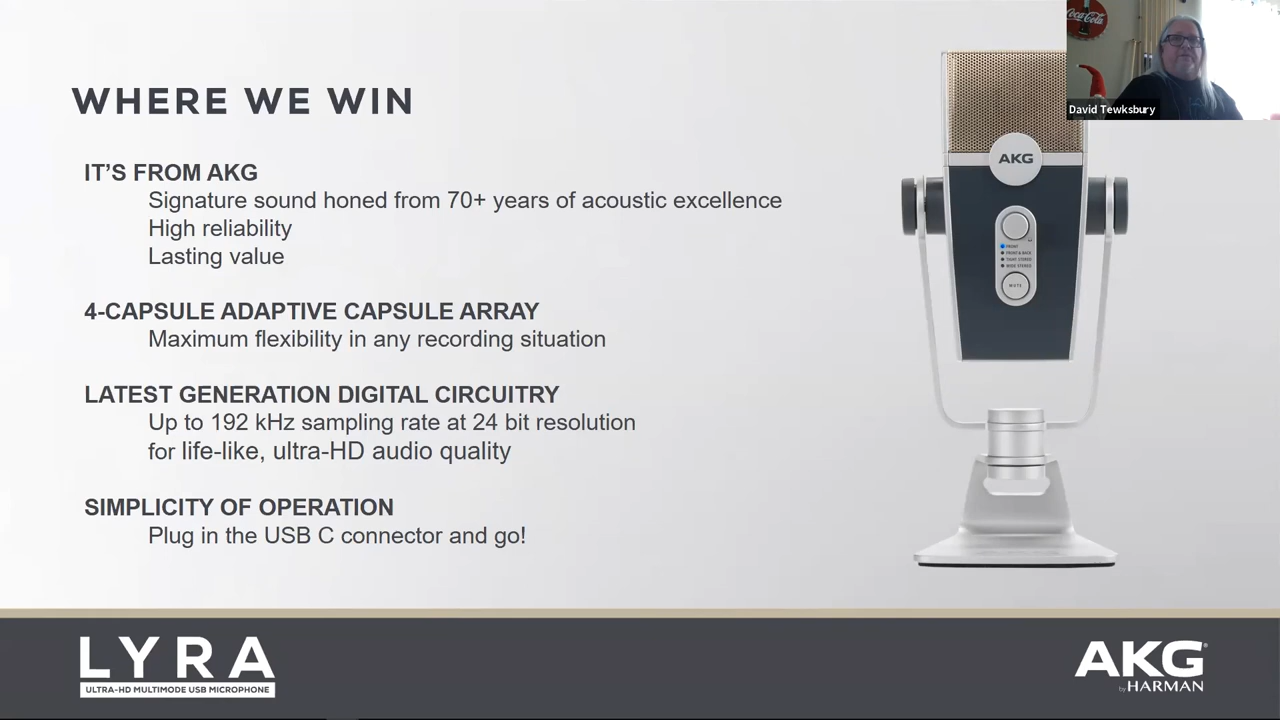 Coca-Cola
David Tewksbury
WHERE WE WIN
IT'S FROM AKG
Signature sound honed from 70+ years of acoustic excellence
High reliability
Lasting value
4-CAPSULE ADAPTIVE CAPSULE ARRAY
Maximum flexibility in any recording situation
LATEST GENERATION DIGITAL CIRCUITRY
Up to 192 kHz sampling rate at 24 bit resolution
for life-like, ultra-HD audio quality
SIMPLICITY OF OPERATION
Plug in the USB C connector and go!
AKG
FRONT
FRONT & BACK
TIGHT STEREO
WIDE STEREO
MUTE
LYRA
ULTRA-HD MULTIMODE USB MICROPHONE
AKG®
by HARMAN